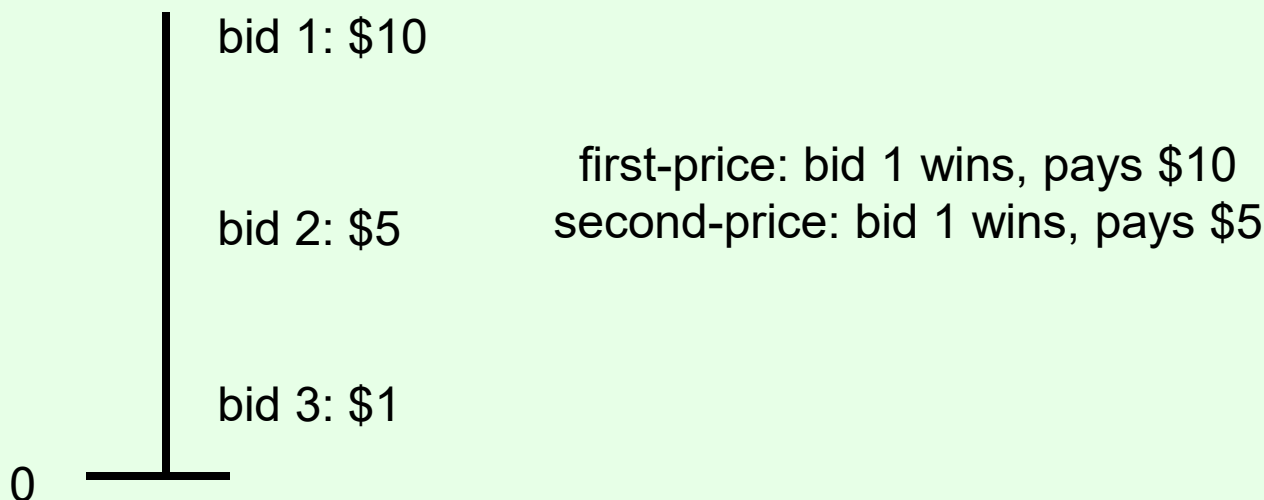 bid 1: $10
first-price: bid 1 wins, pays $10
second-price: bid 1 wins, pays $5
bid 2: $5
bid 3: $1
0